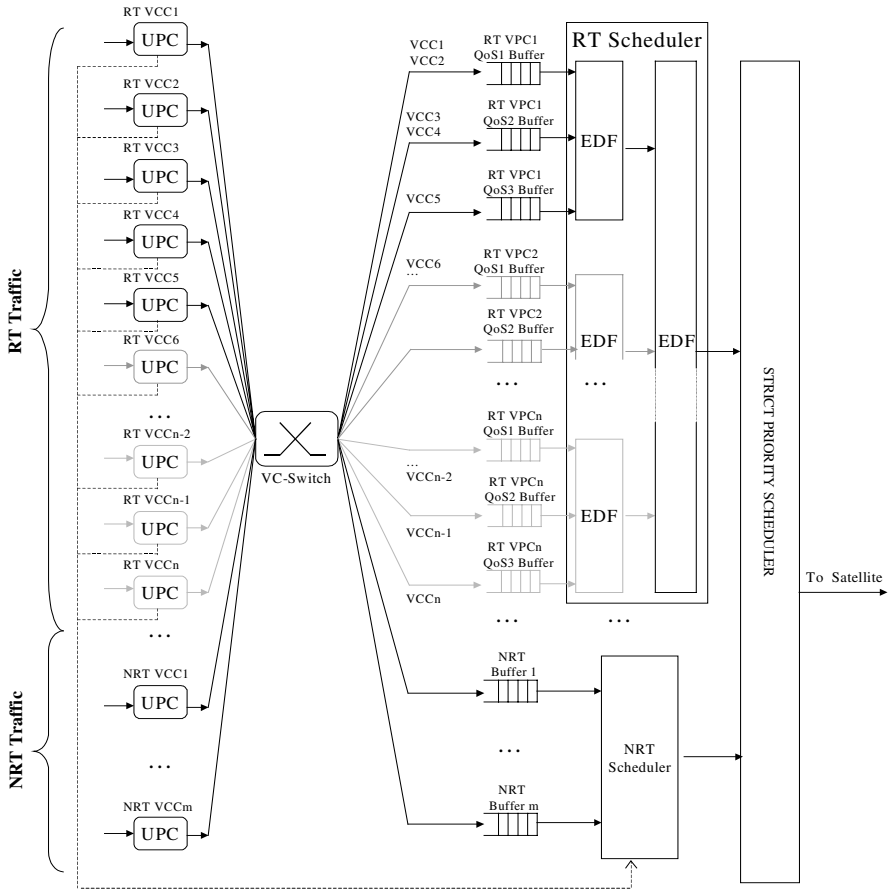 RT VCC1
UPC
RT VCC2
UPC
RT VCC3
UPC
RT VCC4
UPC
RT VCC5
UPC
RT VCC6
UPC
...
RT VCCn-2
UPC
RT VCCn-1
UPC
RT VCCn
UPC
...
NRT VCC1
UPC
...
NRT VCCm
UPC
RT Traffic
NRT Traffic
VC-Switch
VCC1
VCC2
VCC3
VCC4
VCC5
VCC6
...
...
VCCn-2
VCCn-1
VCCn
RT VPC1
QoS1 Buffer
RT VPC1
QoS2 Buffer
RT VPC1
QoS3 Buffer
RT VPC2
QoS1 Buffer
RT VPC2
QoS2 Buffer
...
RT VPCn
QoS1 Buffer
RT VPCn
QoS2 Buffer
RT VPCn
QoS3 Buffer
...
NRT
Buffer 1
...
NRT
Buffer m
RT Scheduler
EDF
EDF
...
EDF
EDF
...
NRT
Scheduler
STRICT PRIORITY SCHEDULER
To Satellite